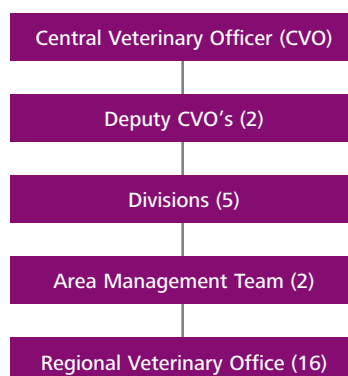 Central Veterinary Officer (CVO)
Deputy CVO's (2)
Divisions (5)
Area Management Team (2)
Regional Veterinary Office (16)